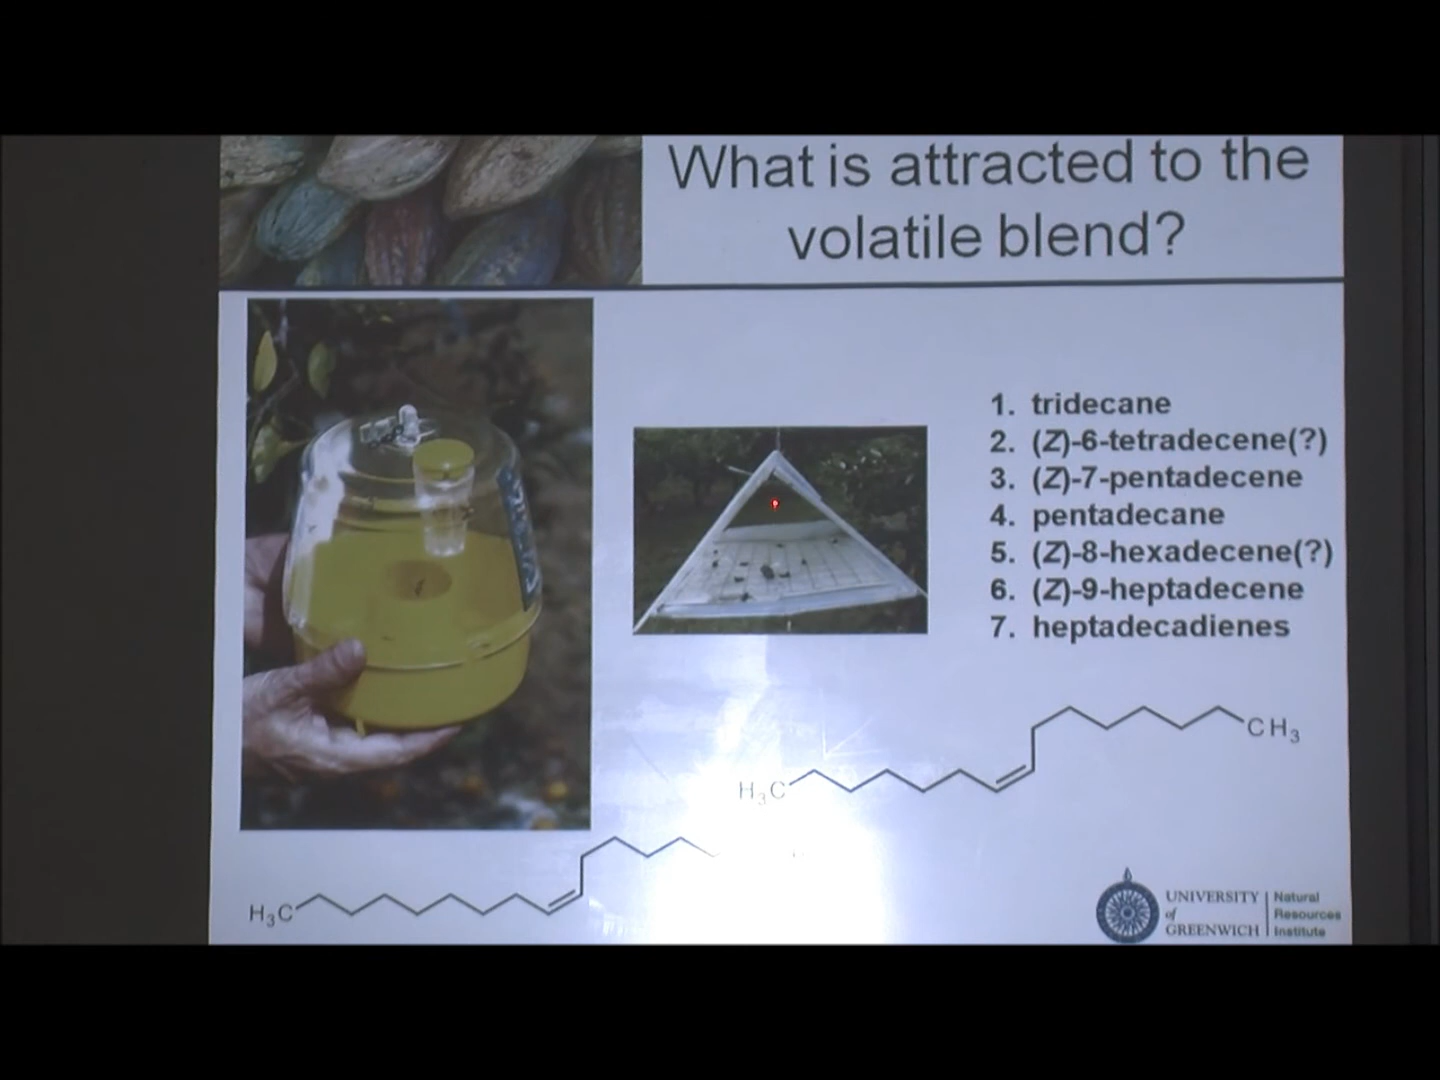 What is attracted to the
volatile blend?
1. tridecane
2. (Z)-6-tetradecene(?)
3. (Z)-7-pentadecene
4. pentadecane
5. (Z)-8-hexadecene(?)
6. (Z)-9-heptadecene
7. heptadecadienes
CH3
H3C
H3C
UNIVERSITY
of
GREENWICH
Natural
Resources
Institute